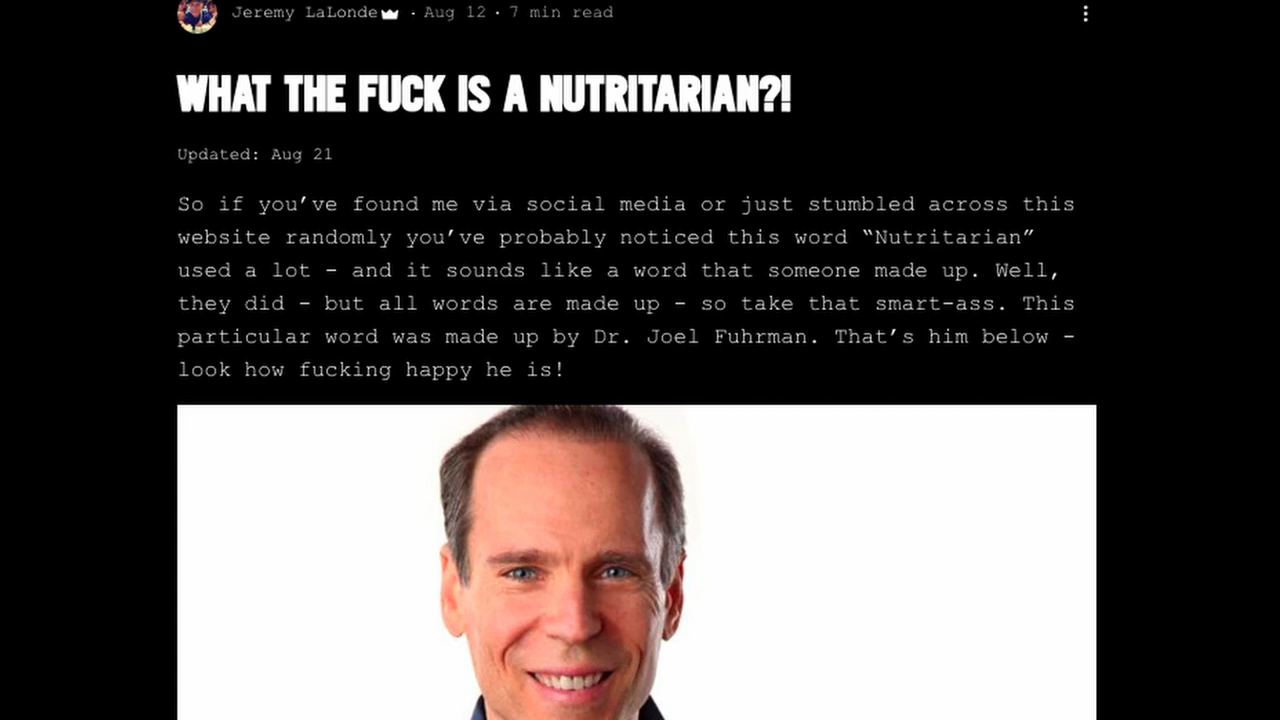 Jeremy LaLonde · Aug 12 · 7 min read
WHAT THE FUCK IS A NUTRITARIAN?!
Updated: Aug 21
So if you’ve found me via social media or just stumbled across this
website randomly you’ve probably noticed this word “Nutritarian”
used a lot – and it sounds like a word that someone made up. Well,
they did – but all words are made up – so take that smart-ass. This
particular word was made up by Dr. Joel Fuhrman. That’s him below –
look how fucking happy he is!